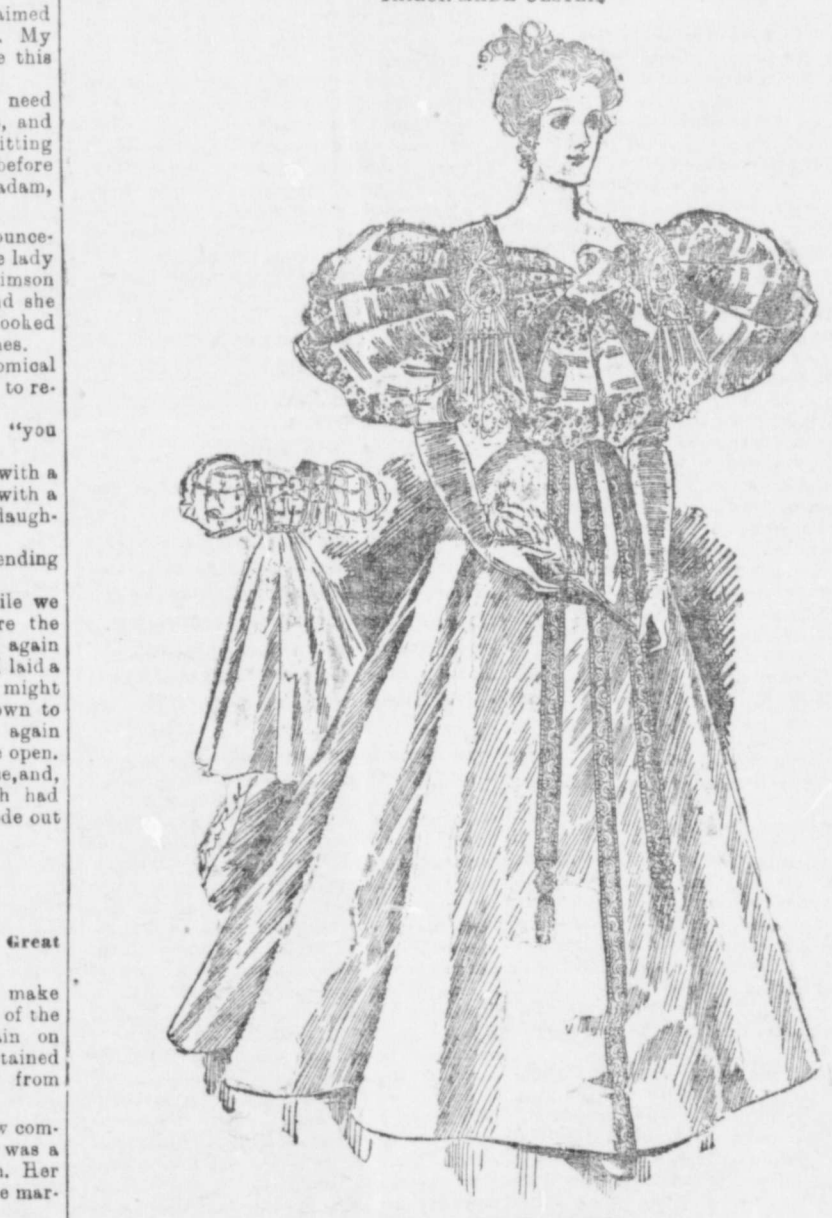 aimed
. My
e this
need
, and
itting
before
adam,
ounce-
e lady
imson
nd she
ooked
nes.
omical
to re-
"you
with a
with a
laugh-
ending
ile we
re the
again
laid a
might
own to
again
e open.
e, and,
h had
de out
Great
make
of the
in on
tained
from
w com-
was a
n. Her
e mar-